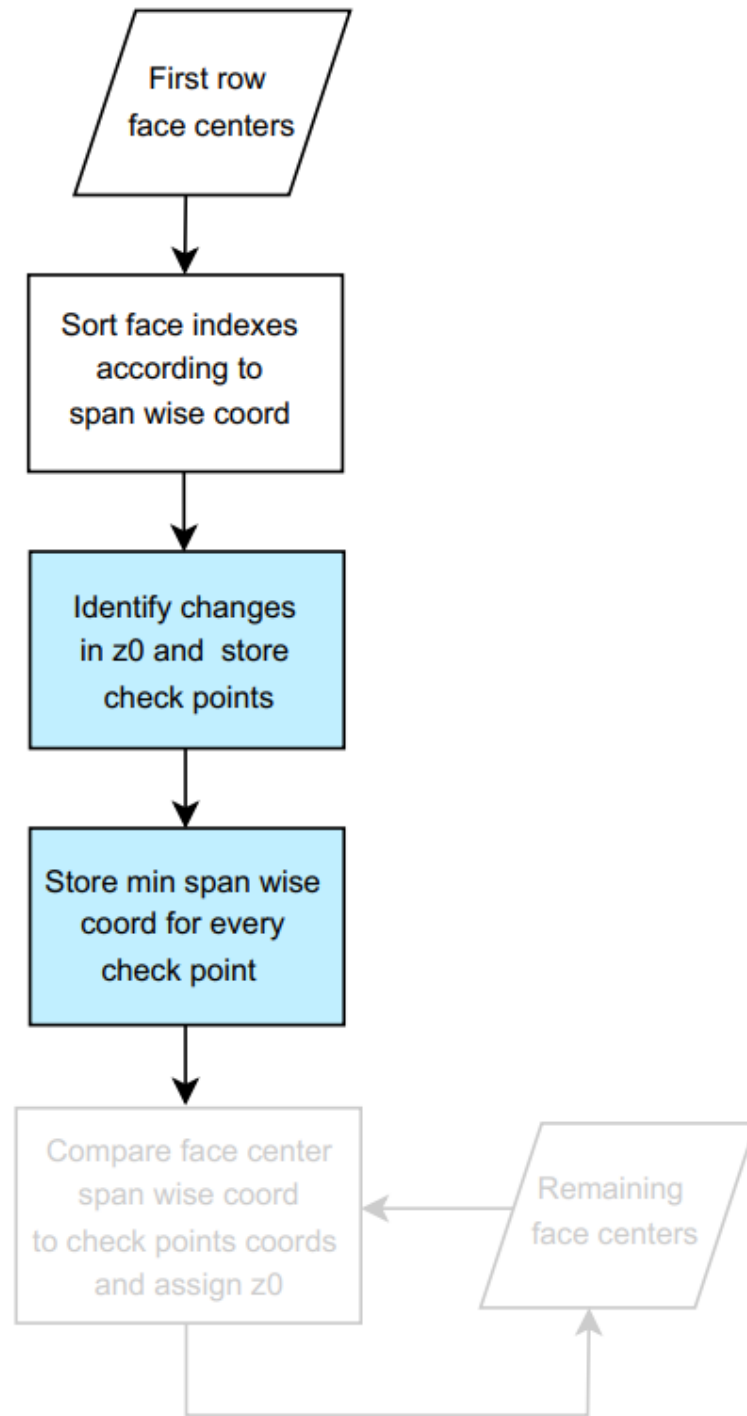 First row
face centers
Sort face indexes
according to
span wise coord
Identify changes
in z0 and store
check points
Store min span wise
coord for every
check point
Compare face center
span wise coord
to check points coords
and assign z0
Remaining
face centers